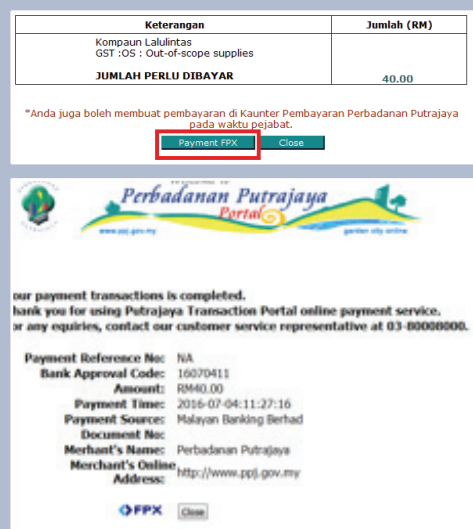 Keterangan Jumlah (RM)
Kompaun Lalulintas
GST :OS : Out-of-scope supplies
JUMLAH PERLU DIBAYAR 40.00
*Anda juga boleh membuat pembayaran di Kaunter Pembayaran Perbadanan Putrajaya
pada waktu pejabat.
Payment FPX Close
Perbadanan Putrajaya
Portal
www.ppj.gov.my garden city online
our payment transactions is completed.
hank you for using Putrajaya Transaction Portal online payment service.
or any equiries, contact our customer service representative at 03-80008000.
Payment Reference No: NA
Bank Approval Code: 16070411
Amount: RM40.00
Payment Time: 2016-07-04:11:27:16
Payment Source: Malayan Banking Berhad
Document No:
Merhant's Name: Perbadanan Putrajaya
Merchant's Online
Address: http://www.ppj.gov.my
FPX Close